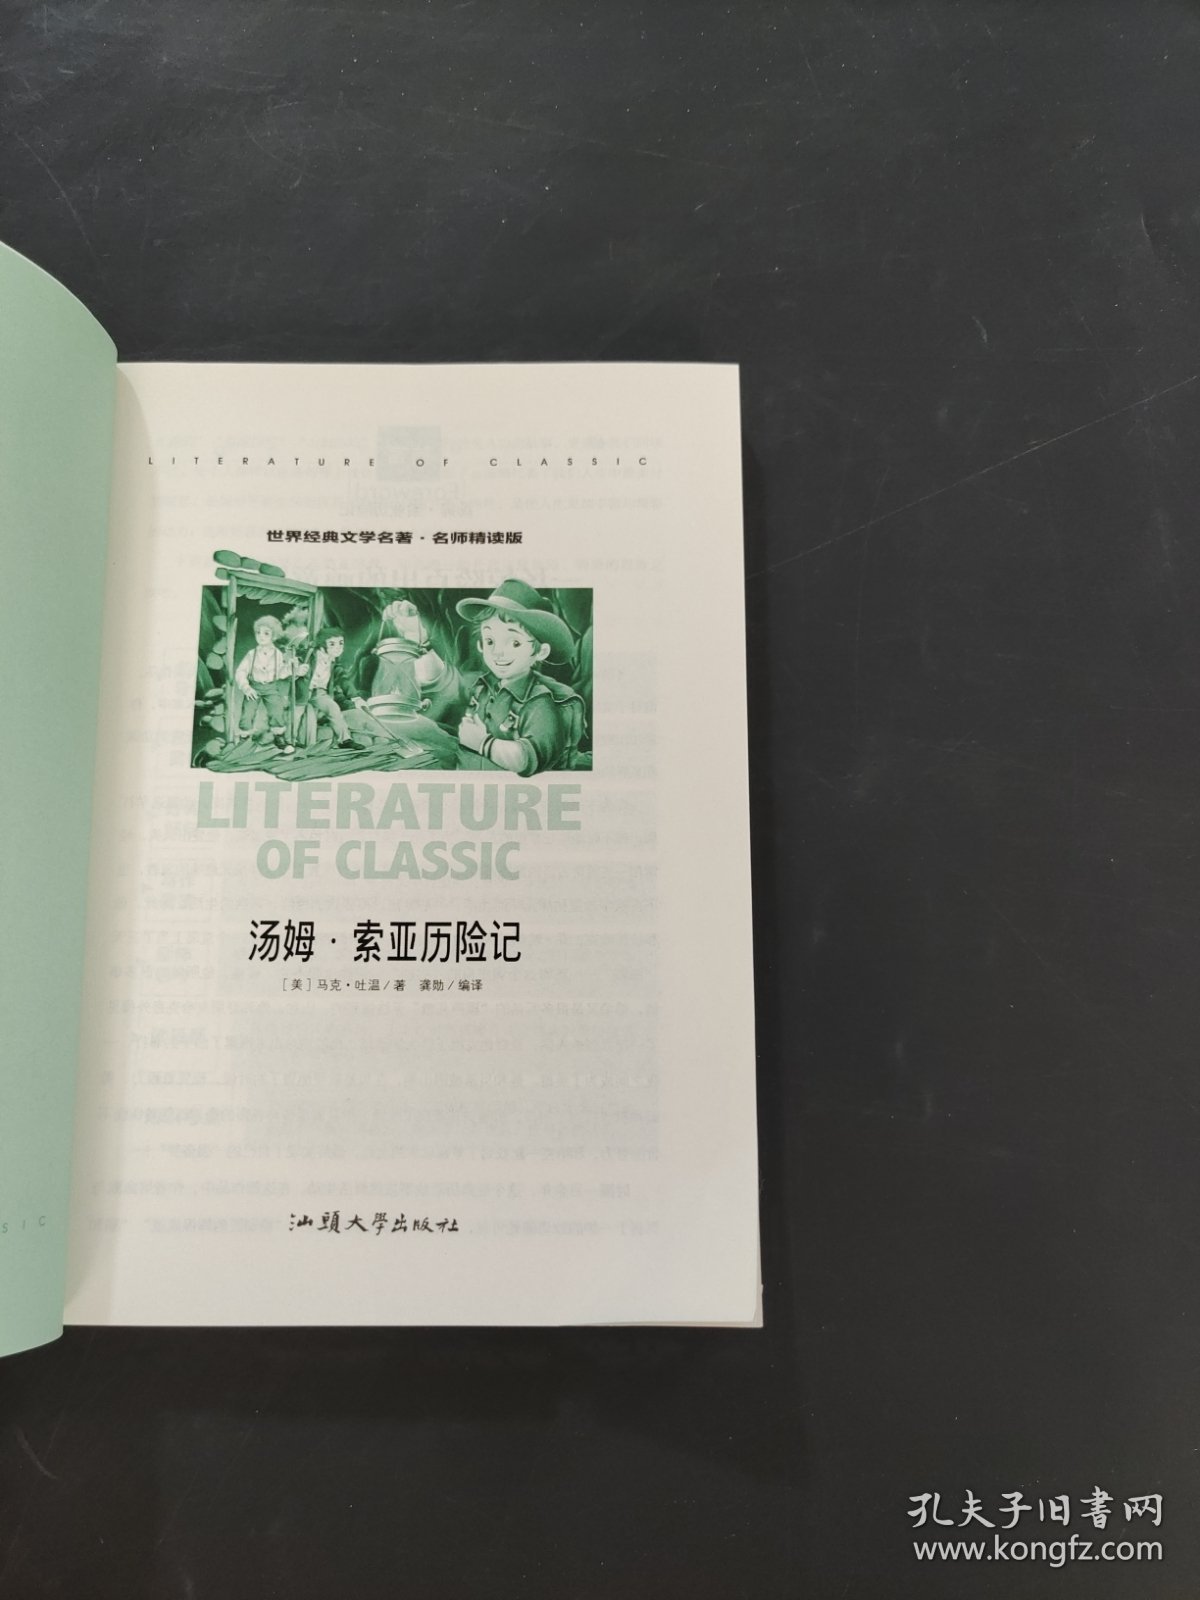 LITERATURE OF CLASSIC
世界经典文学名著·名师精读版
LITERATURE
OF CLASSIC
汤姆·索亚历险记
[美]马克·吐温/著 龚勋/编译
汕頭大學出版社
SIC
孔夫子旧书网
www.kongfz.com